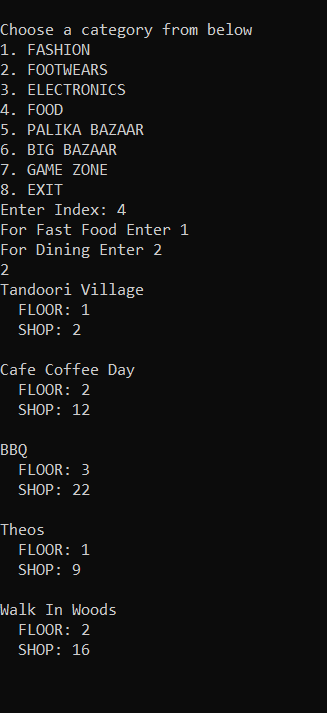 Choose a category from below
1. FASHION
2. FOOTWEARS
3. ELECTRONICS
4. FOOD
5. PALIKA BAZAAR
6. BIG BAZAAR
7. GAME ZONE
8. EXIT
Enter Index: 4
For Fast Food Enter 1
For Dining Enter 2
2
Tandoori Village
FLOOR: 1
SHOP: 2
Cafe Coffee Day
FLOOR: 2
SHOP: 12
BBQ
FLOOR: 3
SHOP: 22
Theos
FLOOR: 1
SHOP: 9
Walk In Woods
FLOOR: 2
SHOP: 16